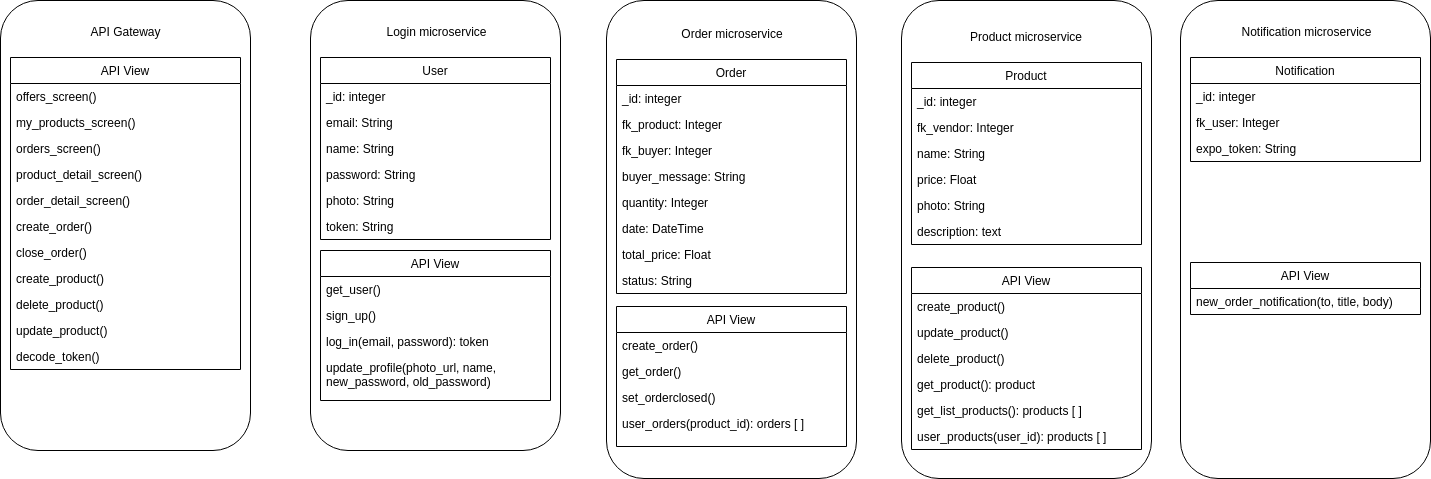 API Gateway
API View
offers_screen()
my_products_screen()
orders_screen()
product_detail_screen()
order_detail_screen()
create_order()
close_order()
create_product()
delete_product()
update_product()
decode_token()
Login microservice
User
_id: integer
email: String
name: String
password: String
photo: String
token: String
API View
get_user()
sign_up()
log_in(email, password): token
update_profile(photo_url, name,
new_password, old_password)
Order microservice
Order
_id: integer
fk_product: Integer
fk_buyer: Integer
buyer_message: String
quantity: Integer
date: DateTime
total_price: Float
status: String
API View
create_order()
get_order()
set_orderclosed()
user_orders(product_id): orders [ ]
Product microservice
Product
_id: integer
fk_vendor: Integer
name: String
price: Float
photo: String
description: text
API View
create_product()
update_product()
delete_product()
get_product(): product
get_list_products(): products [ ]
user_products(user_id): products [ ]
Notification microservice
Notification
_id: integer
fk_user: Integer
expo_token: String
API View
new_order_notification(to, title, body)